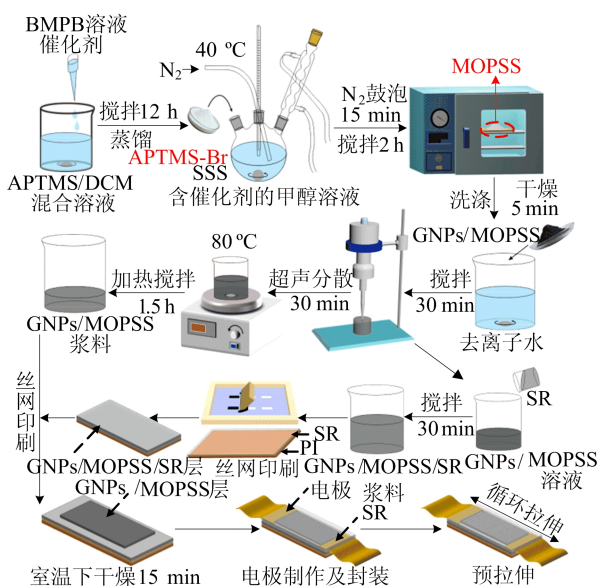 BMPB溶液
催化剂
搅拌12 h
蒸馏
APTMS/DCM
混合溶液
40 ℃
N₂
APTMS-Br
SSS
含催化剂的甲醇溶液
N₂鼓泡
15 min
搅拌2 h
MOPSS
洗涤
干燥
5 min
GNPs/MOPSS
搅拌
30 min
去离子水
超声分散
30 min
80 ℃
加热搅拌
1.5 h
GNPs/MOPSS
浆料
丝网印刷
SR
搅拌
30 min
GNPs/MOPSS
溶液
GNPs/MOPSS/SR
浆料
SR
PI
丝网印刷
GNPs/MOPSS/SR层
GNPs/MOPSS层
室温下干燥15 min
电极
SR
电极制作及封装
循环拉伸
预拉伸